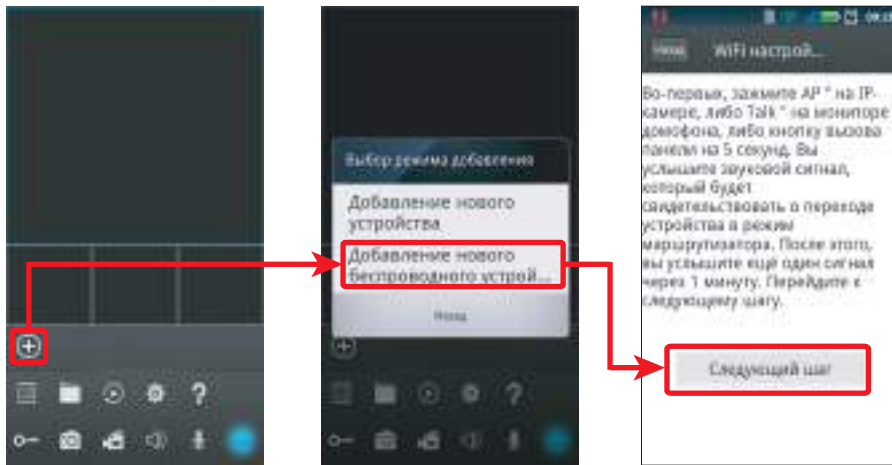 Выбор режима добавления
Добавление нового
устройства
Добавление нового
беспроводного устрой...
Назад
Назад
WiFi настрой...
Во-первых, зажмите AP " на IP-
камере, либо Talk " на мониторе
домофона, либо кнопку вызова
панели на 5 секунд. Вы
услышите звуковой сигнал,
который будет
свидетельствовать о переходе
устройства в режим
маршрутизатора. После этого,
вы услышите ещё один сигнал
через 1 минуту. Перейдите к
следующему шагу.
Следующий шаг